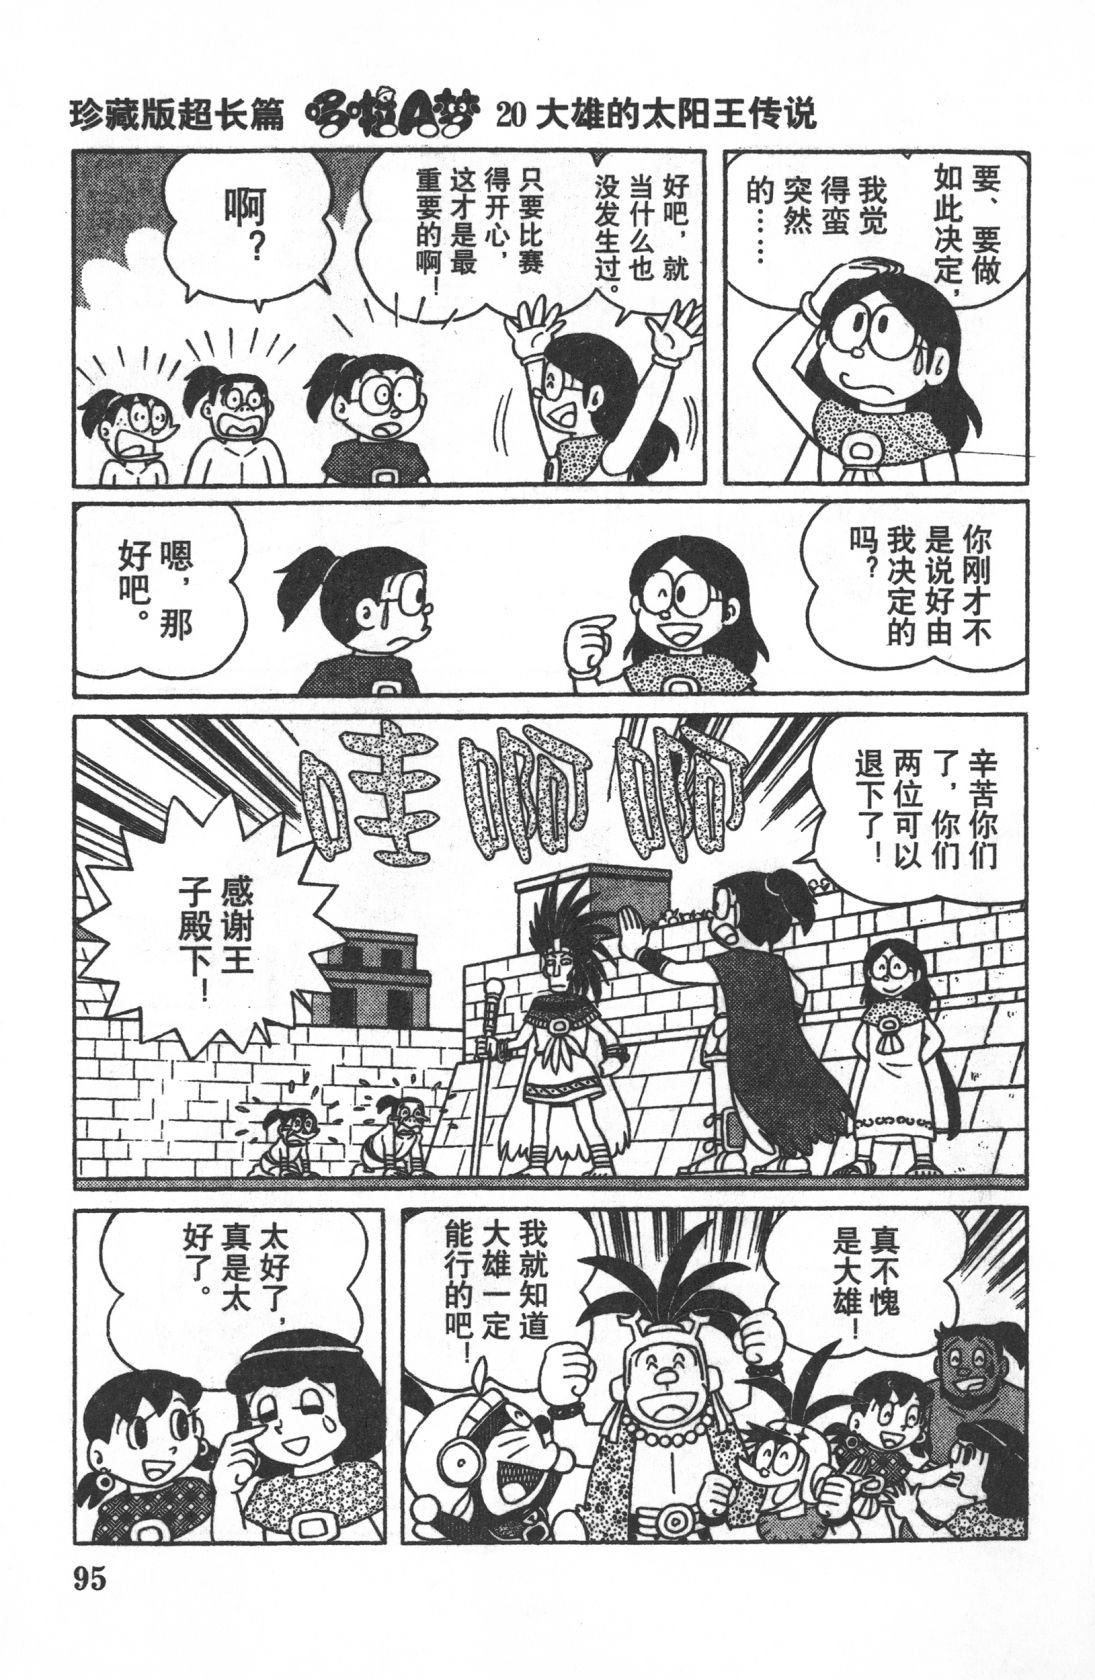 珍藏版超长篇 哆啦A梦 20 大雄的太阳王传说
要、要做
如此决定，
我觉
得蛮
突然
的……
好吧，就
当什么也
没发生过。
只要比赛
得开心，
这才是最
重要的啊！
啊？
你刚才不
是说好由
我决定的
吗？
嗯，那
好吧。
辛苦你们
了，你们
两位可以
退下了！
哇啊啊
感谢王
子殿下！
真不愧
是大雄！
我就知道
大雄一定
能行的吧！
太好了，
真是太
好了。
95